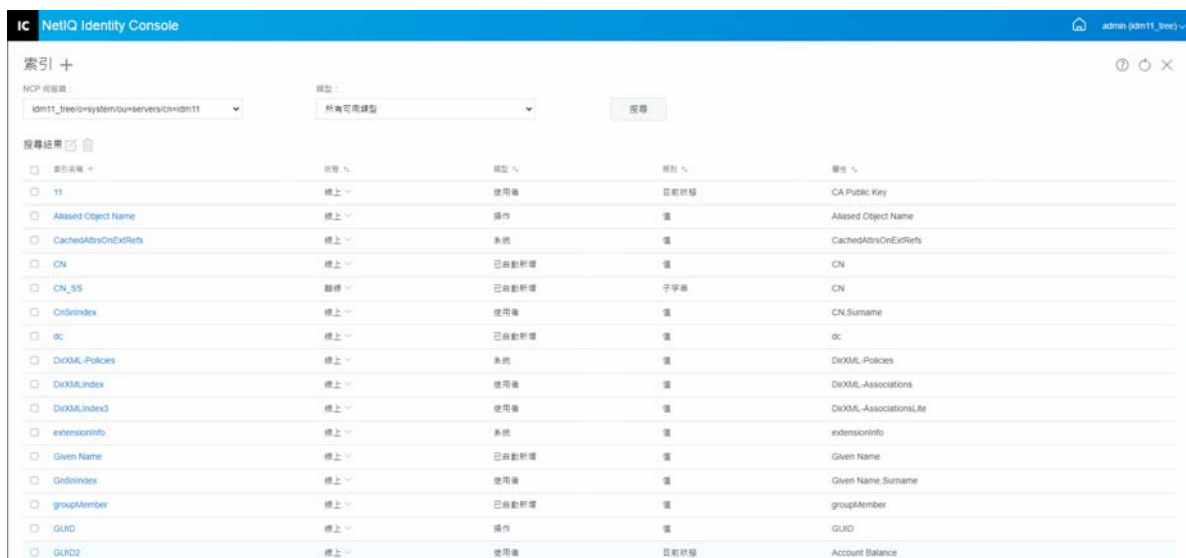 IC NetIQ Identity Console admin (idm11_tree)
索引 +
NCP 伺服器 : 類型 :
idm11_tree/o=system/ou=servers/cn=idm11 所有可用類型 搜尋
搜尋結果
索引名稱 狀態 類型 規則 屬性
11 線上 使用者 目前狀態 CA Public Key
Aliased Object Name 線上 操作 值 Aliased Object Name
CachedAttrsOnExtRefs 線上 系統 值 CachedAttrsOnExtRefs
CN 線上 已自動新增 值 CN
CN_SS 離線 已自動新增 子字串 CN
CnSnIndex 線上 使用者 值 CN,Surname
dc 線上 已自動新增 值 dc
DirXML-Policies 線上 系統 值 DirXML-Policies
DirXMLIndex 線上 使用者 值 DirXML-Associations
DirXMLIndex3 線上 使用者 值 DirXML-AssociationsLite
extensionInfo 線上 系統 值 extensionInfo
Given Name 線上 已自動新增 值 Given Name
GnSnIndex 線上 使用者 值 Given Name,Surname
groupMember 線上 已自動新增 值 groupMember
GUID 線上 操作 值 GUID
GUID2 線上 使用者 目前狀態 Account Balance